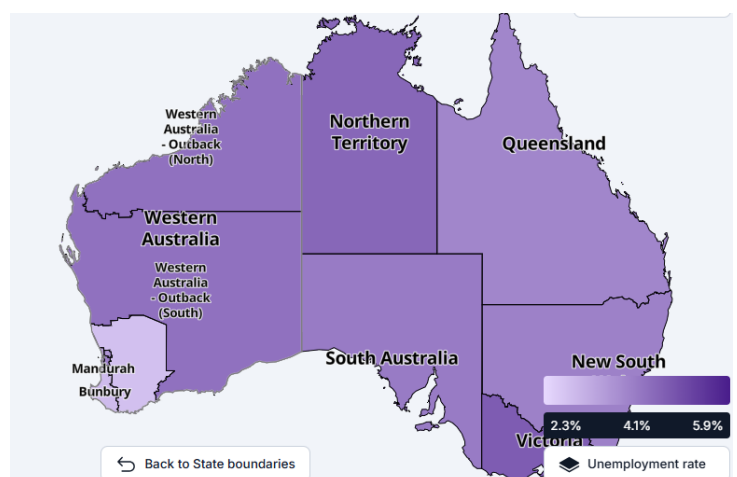 Western
Australia
- Outback
(North)
Northern
Territory
Queensland
Western
Australia
Western
Australia
- Outback
(South)
South Australia
Mandurah
Bunbury
New South
2.3% 4.1% 5.9%
Victoria
Back to State boundaries
Unemployment rate